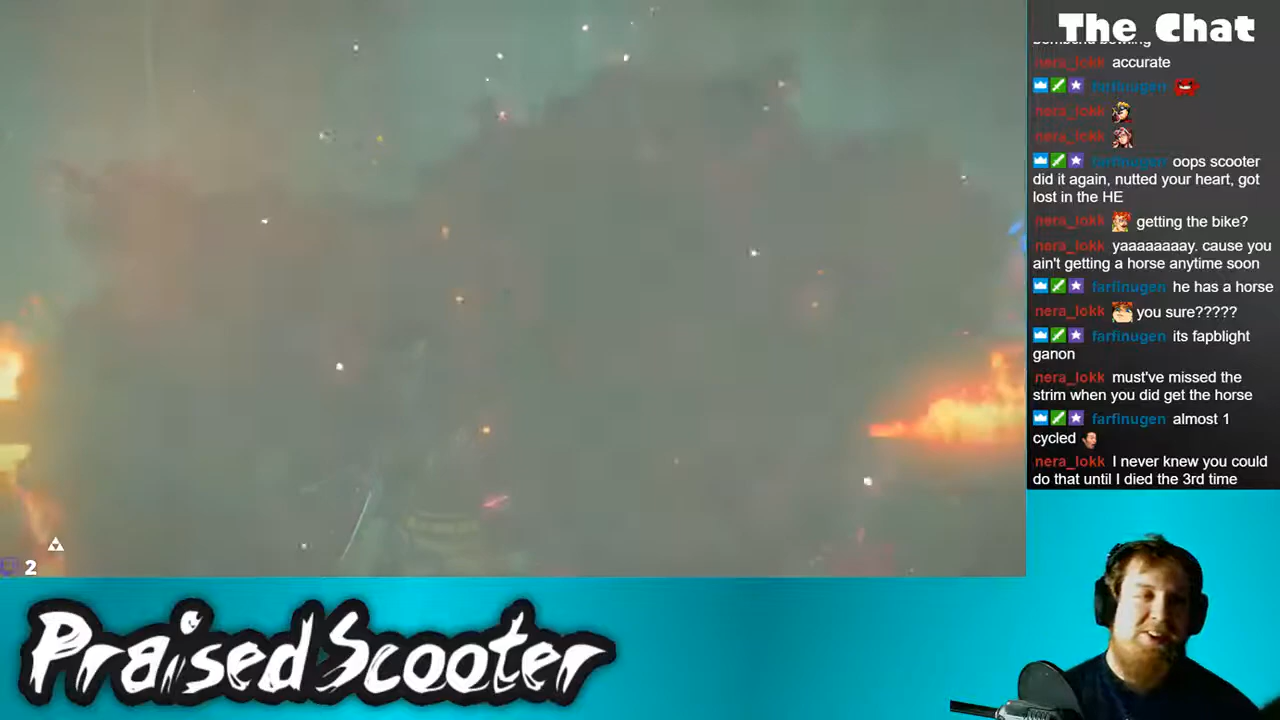 The Chat
nera_lokk accurate
farfinugen
nera_lokk
nera_lokk
farfinugen oops scooter
did it again, nutted your heart, got
lost in the HE
nera_lokk getting the bike?
nera_lokk yaaaaaaaay. cause you
ain't getting a horse anytime soon
farfinugen he has a horse
nera_lokk you sure?????
farfinugen its fapblight
ganon
nera_lokk must've missed the
strim when you did get the horse
farfinugen almost 1
cycled
nera_lokk I never knew you could
do that until I died the 3rd time
2
PraisedScooter